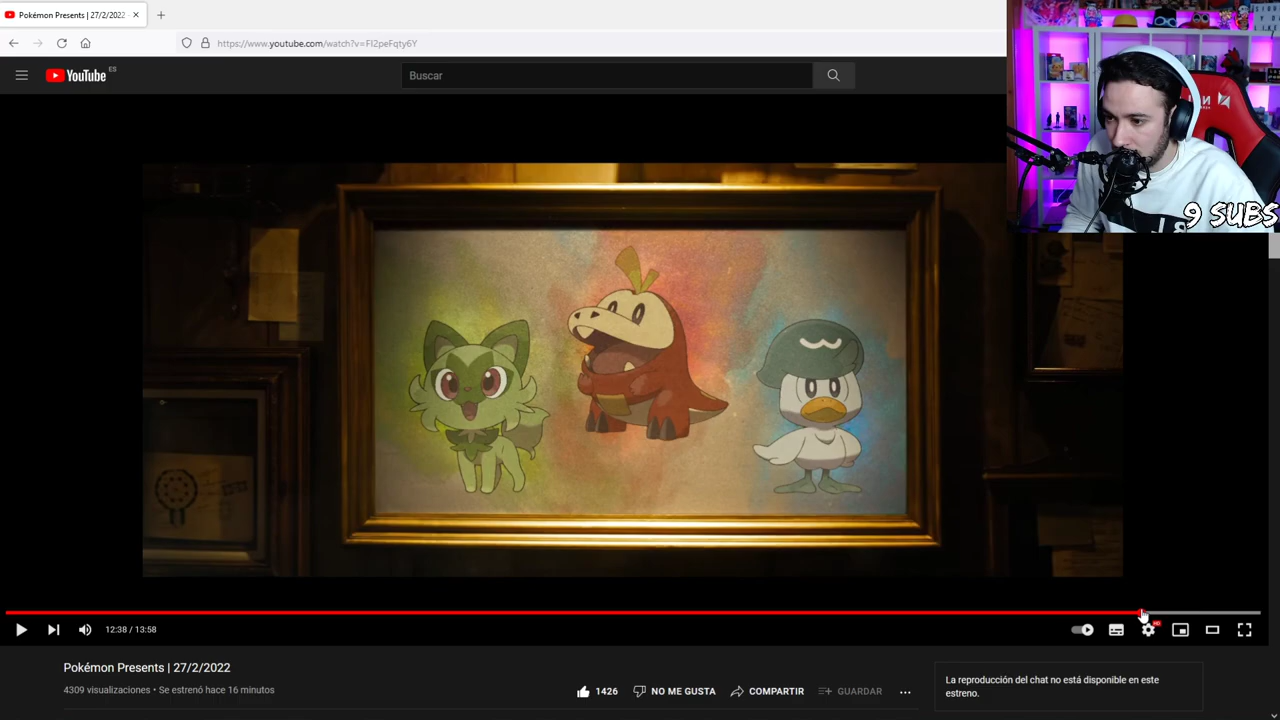 Pokémon Presents | 27/2/2022
https://www.youtube.com/watch?v=FI2peFqty6Y
YouTube ES
Buscar
9 SUBS
12:38 / 13:58
HD
Pokémon Presents | 27/2/2022
4309 visualizaciones • Se estrenó hace 16 minutos
1426
NO ME GUSTA
COMPARTIR
GUARDAR
La reproducción del chat no está disponible en este
estreno.